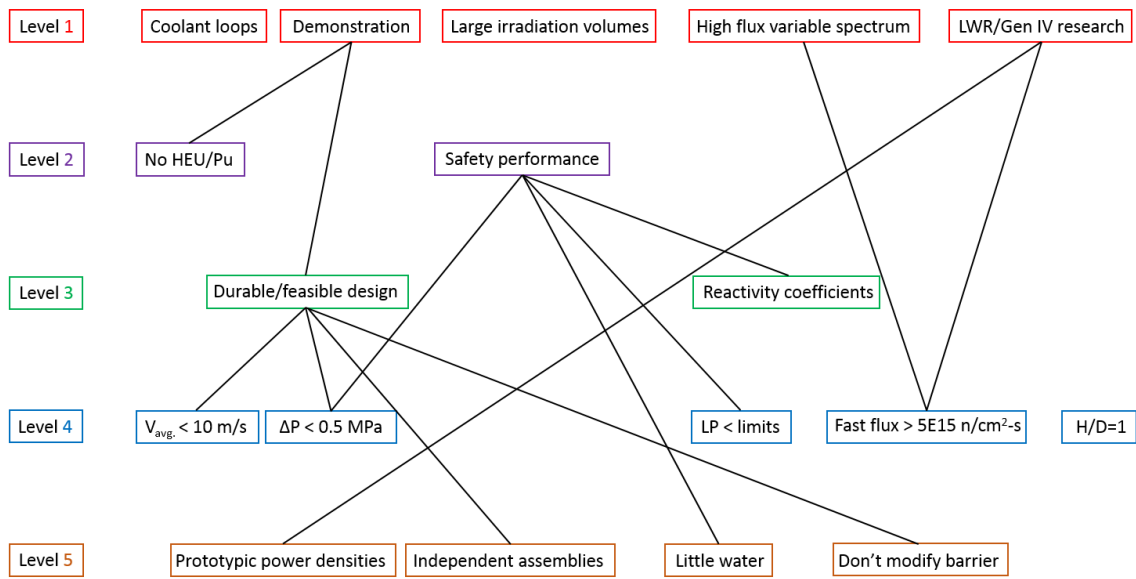 Level 1
Coolant loops
Demonstration
Large irradiation volumes
High flux variable spectrum
LWR/Gen IV research
Level 2
No HEU/Pu
Safety performance
Level 3
Durable/feasible design
Reactivity coefficients
Level 4
Vavg. < 10 m/s
ΔP < 0.5 MPa
LP < limits
Fast flux > 5E15 n/cm²-s
H/D=1
Level 5
Prototypic power densities
Independent assemblies
Little water
Don't modify barrier